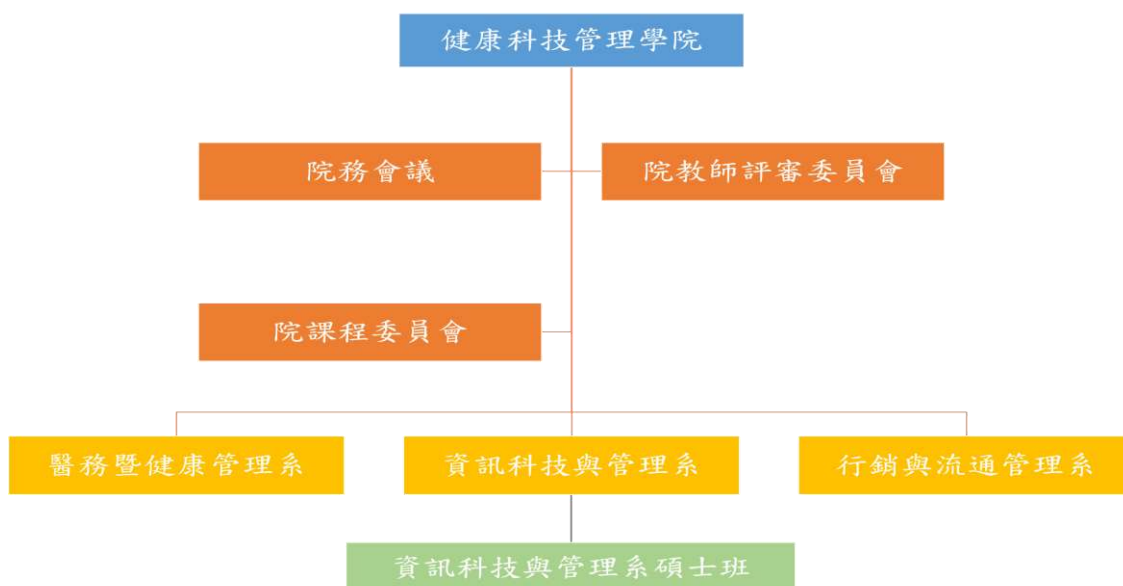 健康科技管理學院
院務會議
院教師評審委員會
院課程委員會
醫務暨健康管理系
資訊科技與管理系
行銷與流通管理系
資訊科技與管理系碩士班